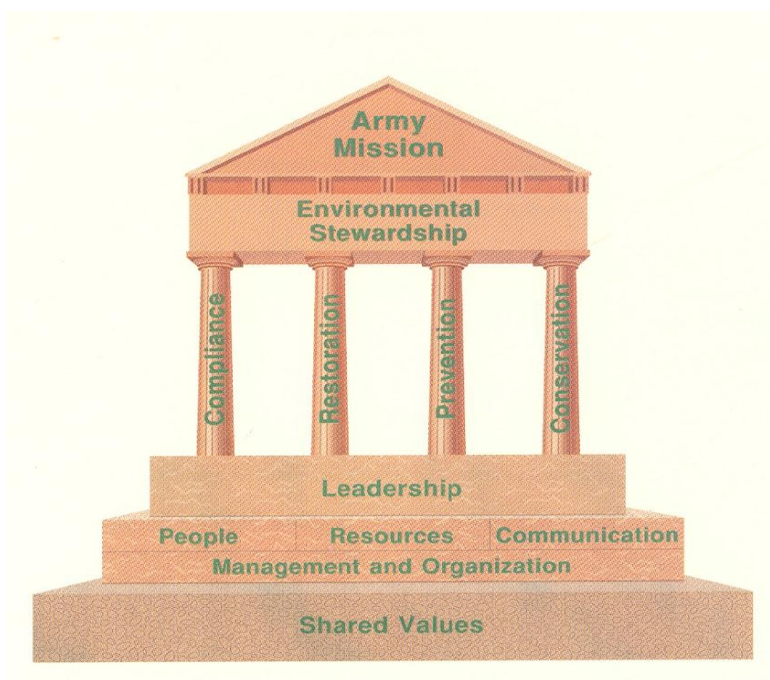 Army
Mission
Environmental
Stewardship
Compliance
Restoration
Prevention
Conservation
Leadership
People
Resources
Communication
Management and Organization
Shared Values